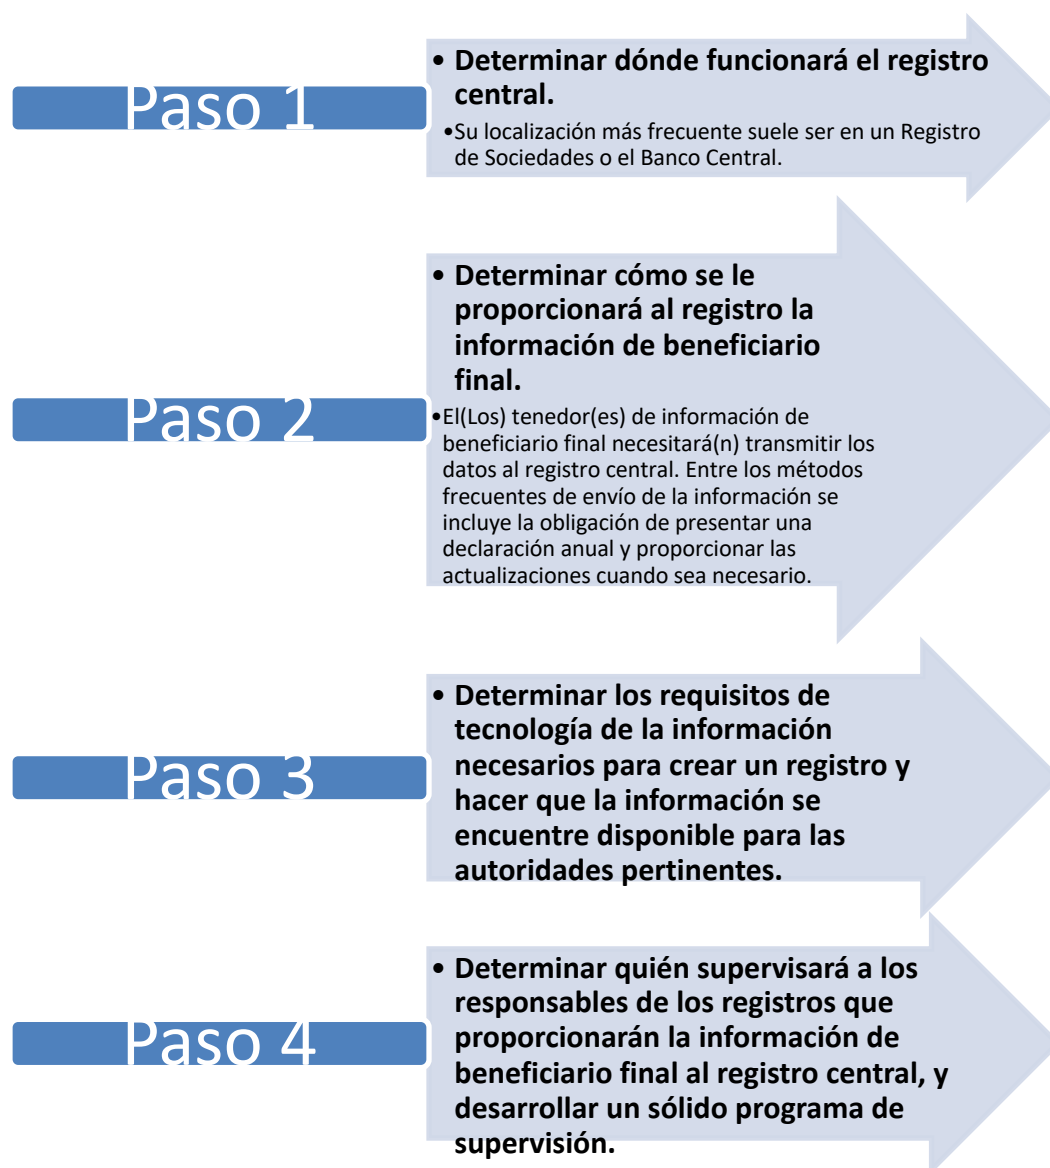 Paso 1
• Determinar dónde funcionará el registro
central.
•Su localización más frecuente suele ser en un Registro
de Sociedades o el Banco Central.
Paso 2
• Determinar cómo se le
proporcionará al registro la
información de beneficiario
final.
•El(Los) tenedor(es) de información de
beneficiario final necesitará(n) transmitir los
datos al registro central. Entre los métodos
frecuentes de envío de la información se
incluye la obligación de presentar una
declaración anual y proporcionar las
actualizaciones cuando sea necesario.
Paso 3
• Determinar los requisitos de
tecnología de la información
necesarios para crear un registro y
hacer que la información se
encuentre disponible para las
autoridades pertinentes.
Paso 4
• Determinar quién supervisará a los
responsables de los registros que
proporcionarán la información de
beneficiario final al registro central, y
desarrollar un sólido programa de
supervisión.